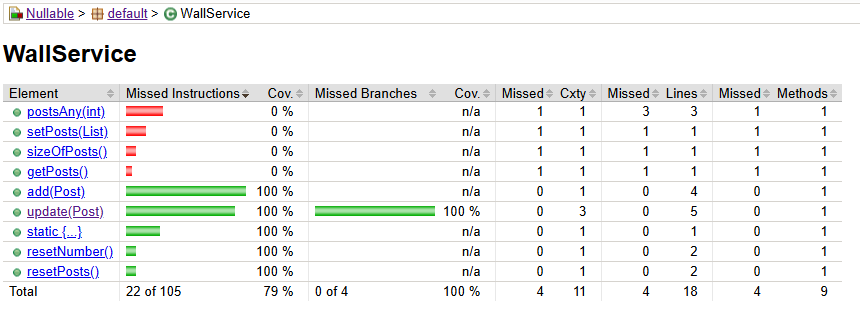 Nullable > default > WallService
WallService
Element Missed Instructions Cov. Missed Branches Cov. Missed Cxty Missed Lines Missed Methods
postsAny(int) 0 % n/a 1 1 3 3 1 1
setPosts(List) 0 % n/a 1 1 1 1 1 1
sizeOfPosts() 0 % n/a 1 1 1 1 1 1
getPosts() 0 % n/a 1 1 1 1 1 1
add(Post) 100 % n/a 0 1 0 4 0 1
update(Post) 100 % 100 % 0 3 0 5 0 1
static {...} 100 % n/a 0 1 0 1 0 1
resetNumber() 100 % n/a 0 1 0 2 0 1
resetPosts() 100 % n/a 0 1 0 2 0 1
Total 22 of 105 79 % 0 of 4 100 % 4 11 4 18 4 9